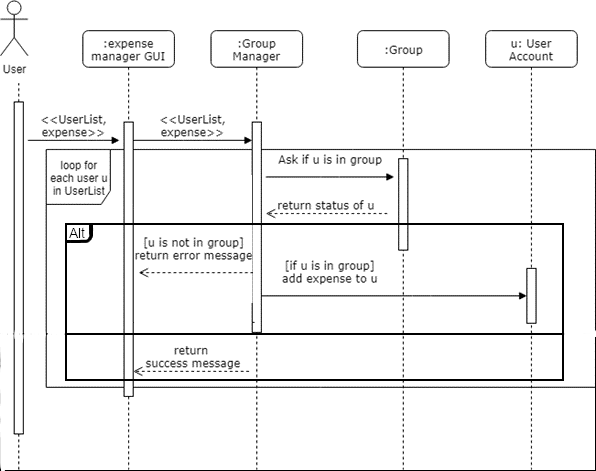 User
:expense
manager GUI
:Group
Manager
:Group
u: User
Account
<<UserList,
expense>>
<<UserList,
expense>>
loop for
each user u
in UserList
Ask if u is in group
return status of u
Alt
[u is not in group]
return error message
[if u is in group]
add expense to u
return
success message